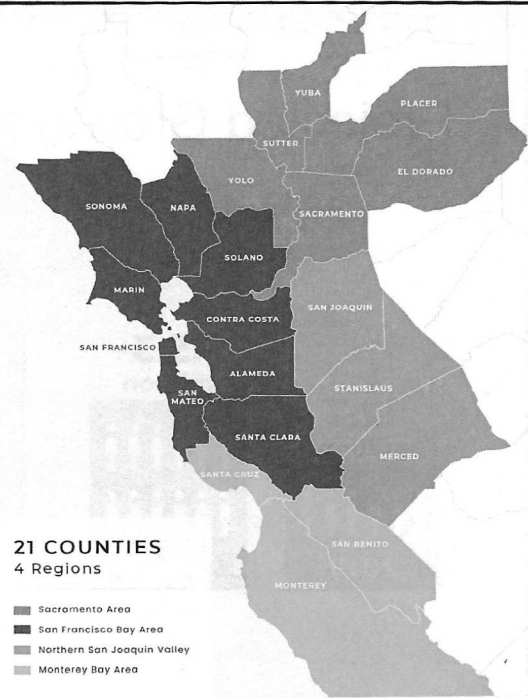 YUBA
PLACER
SUTTER
EL DORADO
YOLO
SONOMA
NAPA
SACRAMENTO
SOLANO
MARIN
SAN JOAQUIN
CONTRA COSTA
SAN FRANCISCO
ALAMEDA
STANISLAUS
SAN
MATEO
SANTA CLARA
MERCED
SANTA CRUZ
SAN BENITO
MONTEREY
21 COUNTIES
4 Regions
Sacramento Area
San Francisco Bay Area
Northern San Joaquin Valley
Monterey Bay Area